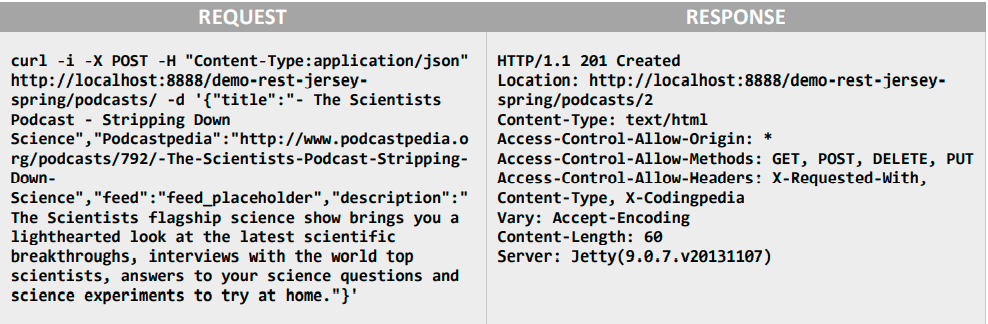 REQUEST
RESPONSE
curl -i -X POST -H "Content-Type:application/json"
http://localhost:8888/demo-rest-jersey-
spring/podcasts/ -d '{"title":"- The Scientists
Podcast - Stripping Down
Science","Podcastpedia":"http://www.podcastpedia.o
rg/podcasts/792/-The-Scientists-Podcast-Stripping-
Down-
Science","feed":"feed_placeholder","description":"
The Scientists flagship science show brings you a
lighthearted look at the latest scientific
breakthroughs, interviews with the world top
scientists, answers to your science questions and
science experiments to try at home."}'
HTTP/1.1 201 Created
Location: http://localhost:8888/demo-rest-jersey-
spring/podcasts/2
Content-Type: text/html
Access-Control-Allow-Origin: *
Access-Control-Allow-Methods: GET, POST, DELETE, PUT
Access-Control-Allow-Headers: X-Requested-With,
Content-Type, X-Codingpedia
Vary: Accept-Encoding
Content-Length: 60
Server: Jetty(9.0.7.v20131107)